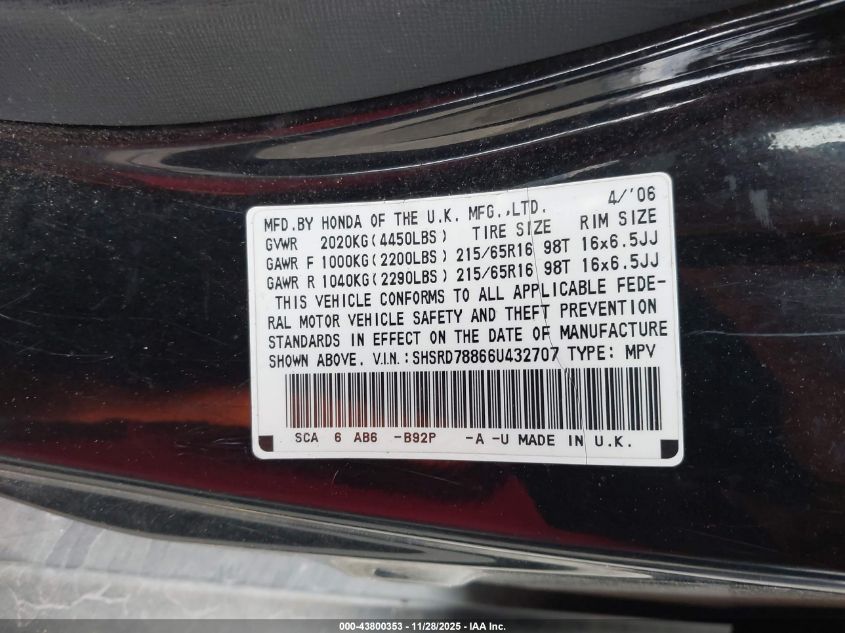 MFD.BY HONDA OF THE U.K. MFG.,LTD. 4/'06
GVWR 2020KG(4450LBS) TIRE SIZE RIM SIZE
GAWR F 1000KG(2200LBS) 215/65R16 98T 16x6.5JJ
GAWR R 1040KG(2290LBS) 215/65R16 98T 16x6.5JJ
THIS VEHICLE CONFORMS TO ALL APPLICABLE FEDE-
RAL MOTOR VEHICLE SAFETY AND THEFT PREVENTION
STANDARDS IN EFFECT ON THE DATE OF MANUFACTURE
SHOWN ABOVE. V.IN.:SHSRD78866U432707 TYPE: MPV
SCA 6 AB6 -B92P -A -U MADE IN U.K.
000-43800353 - 11/28/2025 - IAA Inc.